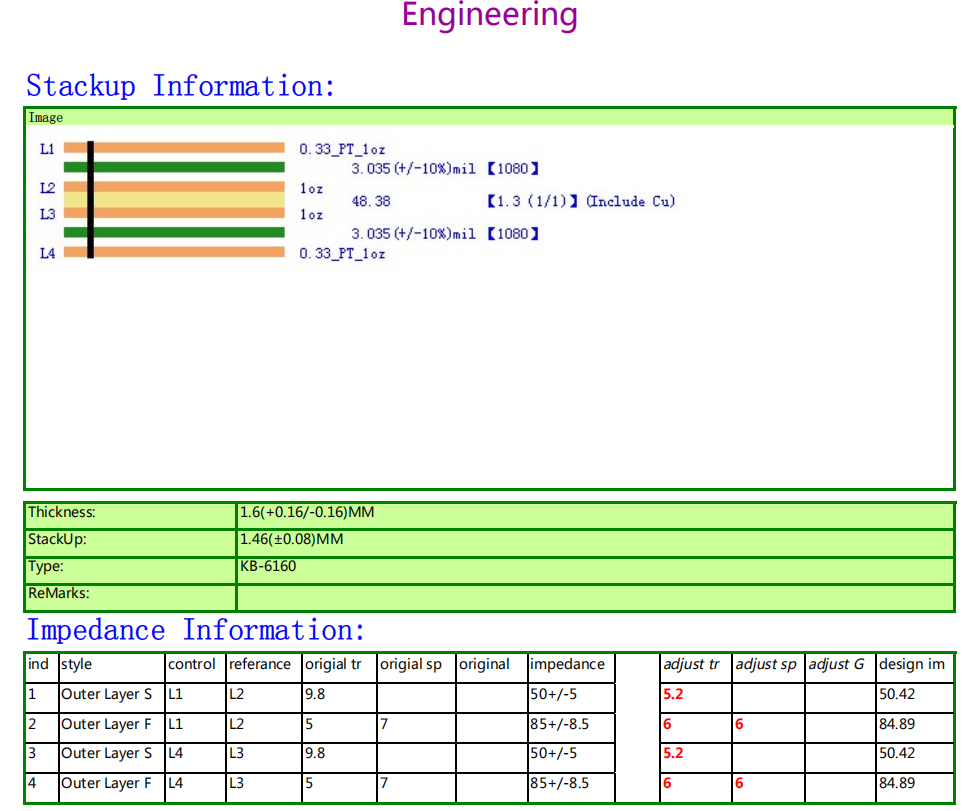 Engineering
Stackup Information:
Image
L1 0.33_PT_1oz
3.035(+/-10%)mil 【1080】
L2 1oz
48.38 【1.3 (1/1)】(Include Cu)
L3 1oz
3.035(+/-10%)mil 【1080】
L4 0.33_PT_1oz
Thickness: 1.6(+0.16/-0.16)MM
StackUp: 1.46(±0.08)MM
Type: KB-6160
ReMarks:
Impedance Information:
ind style control referance origial tr origial sp original impedance adjust tr adjust sp adjust G design im
1 Outer Layer S L1 L2 9.8 50+/-5 5.2 50.42
2 Outer Layer F L1 L2 5 7 85+/-8.5 6 6 84.89
3 Outer Layer S L4 L3 9.8 50+/-5 5.2 50.42
4 Outer Layer F L4 L3 5 7 85+/-8.5 6 6 84.89